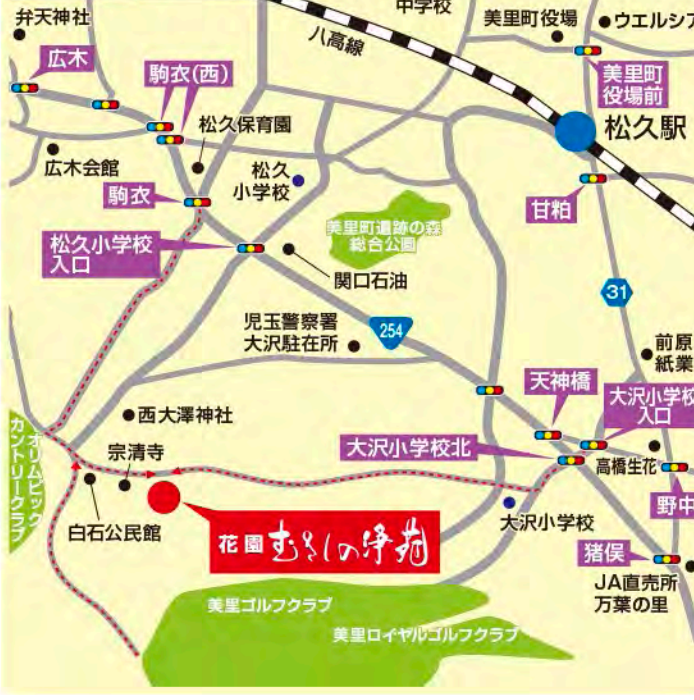 中学校
弁天神社
美里町役場
ウエルシア
広木
八高線
駒衣(西)
美里町
役場前
松久保育園
松久駅
広木会館
松久
小学校
駒衣
甘粕
美里町遺跡の森
総合公園
松久小学校
入口
関口石油
31
児玉警察署
大沢駐在所
254
前原
紙業
天神橋
大沢小学校
入口
西大澤神社
オリムピック
カントリークラブ
宗清寺
大沢小学校北
高橋生花
白石公民館
大沢小学校
野中
花園 むさしの浄苑
猪俣
JA直売所
万葉の里
美里ゴルフクラブ
美里ロイヤルゴルフクラブ